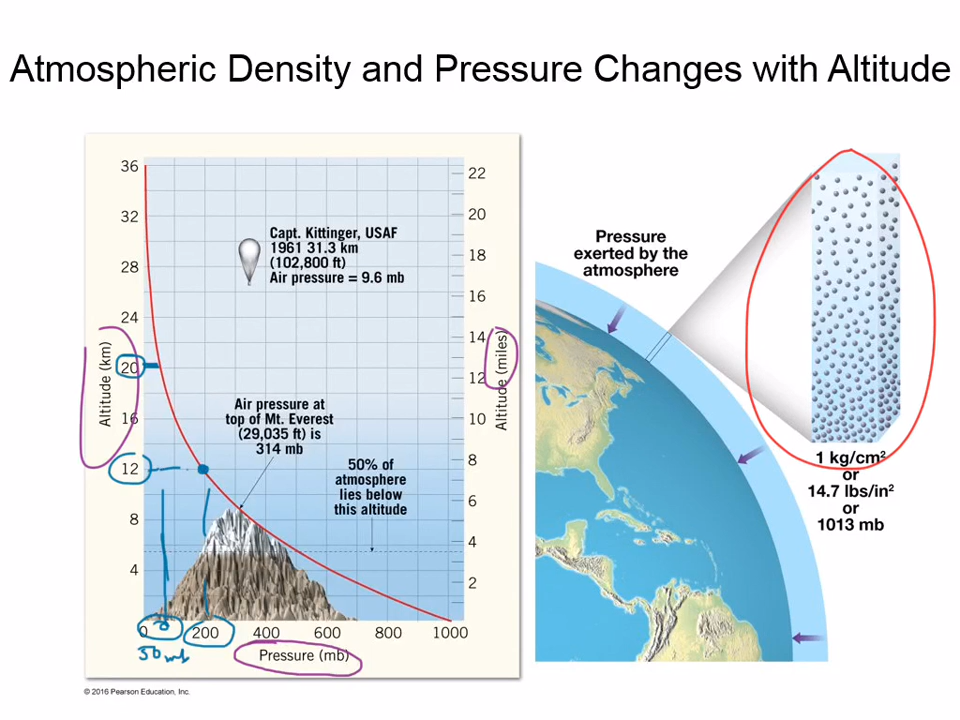 Atmospheric Density and Pressure Changes with Altitude
36
32
28
24
20
16
12
8
4
Altitude (km)
22
20
18
16
14
12
10
8
6
4
2
Altitude (miles)
Capt. Kittinger, USAF
1961 31.3 km
(102,800 ft)
Air pressure = 9.6 mb
Air pressure at
top of Mt. Everest
(29,035 ft) is
314 mb
50% of
atmosphere
lies below
this altitude
0
200
400
600
800
1000
50 mb
Pressure (mb)
Pressure
exerted by the
atmosphere
1 kg/cm²
or
14.7 lbs/in²
or
1013 mb
© 2016 Pearson Education, Inc.